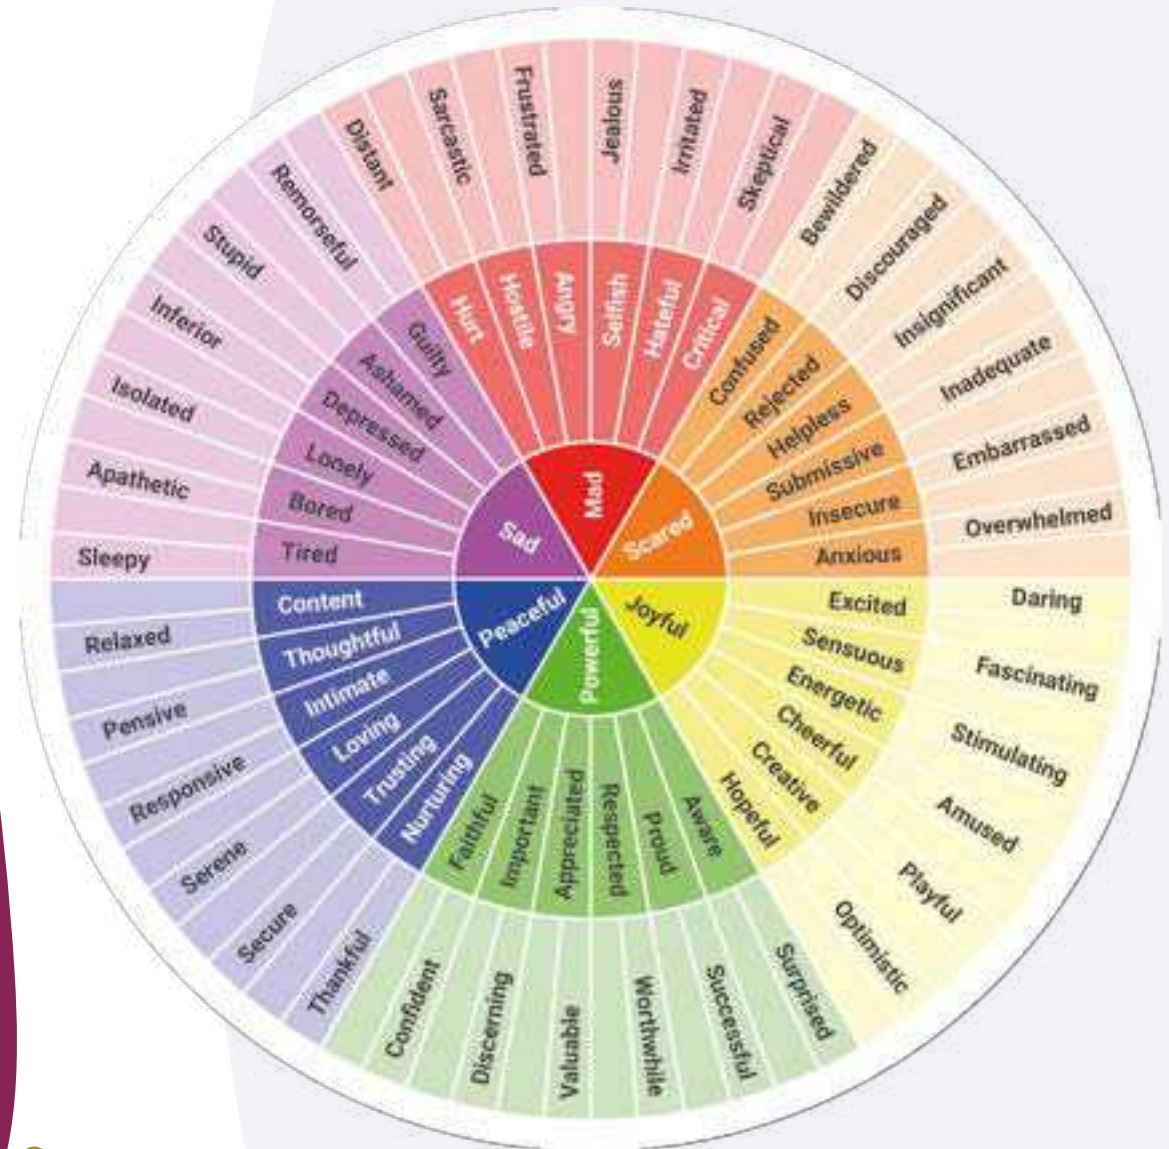 Mad
Scared
Joyful
Powerful
Peaceful
Sad
Hurt
Hostile
Angry
Selfish
Hateful
Critical
Confused
Rejected
Helpless
Submissive
Insecure
Anxious
Excited
Sensuous
Energetic
Cheerful
Creative
Hopeful
Aware
Proud
Respected
Appreciated
Important
Faithful
Nurturing
Trusting
Loving
Intimate
Thoughtful
Content
Tired
Bored
Lonely
Depressed
Ashamed
Guilty
Distant
Sarcastic
Frustrated
Jealous
Irritated
Skeptical
Bewildered
Discouraged
Insignificant
Inadequate
Embarrassed
Overwhelmed
Daring
Fascinating
Stimulating
Amused
Playful
Optimistic
Surprised
Successful
Worthwhile
Valuable
Discerning
Confident
Thankful
Secure
Serene
Responsive
Pensive
Relaxed
Sleepy
Apathetic
Isolated
Inferior
Stupid
Remorseful